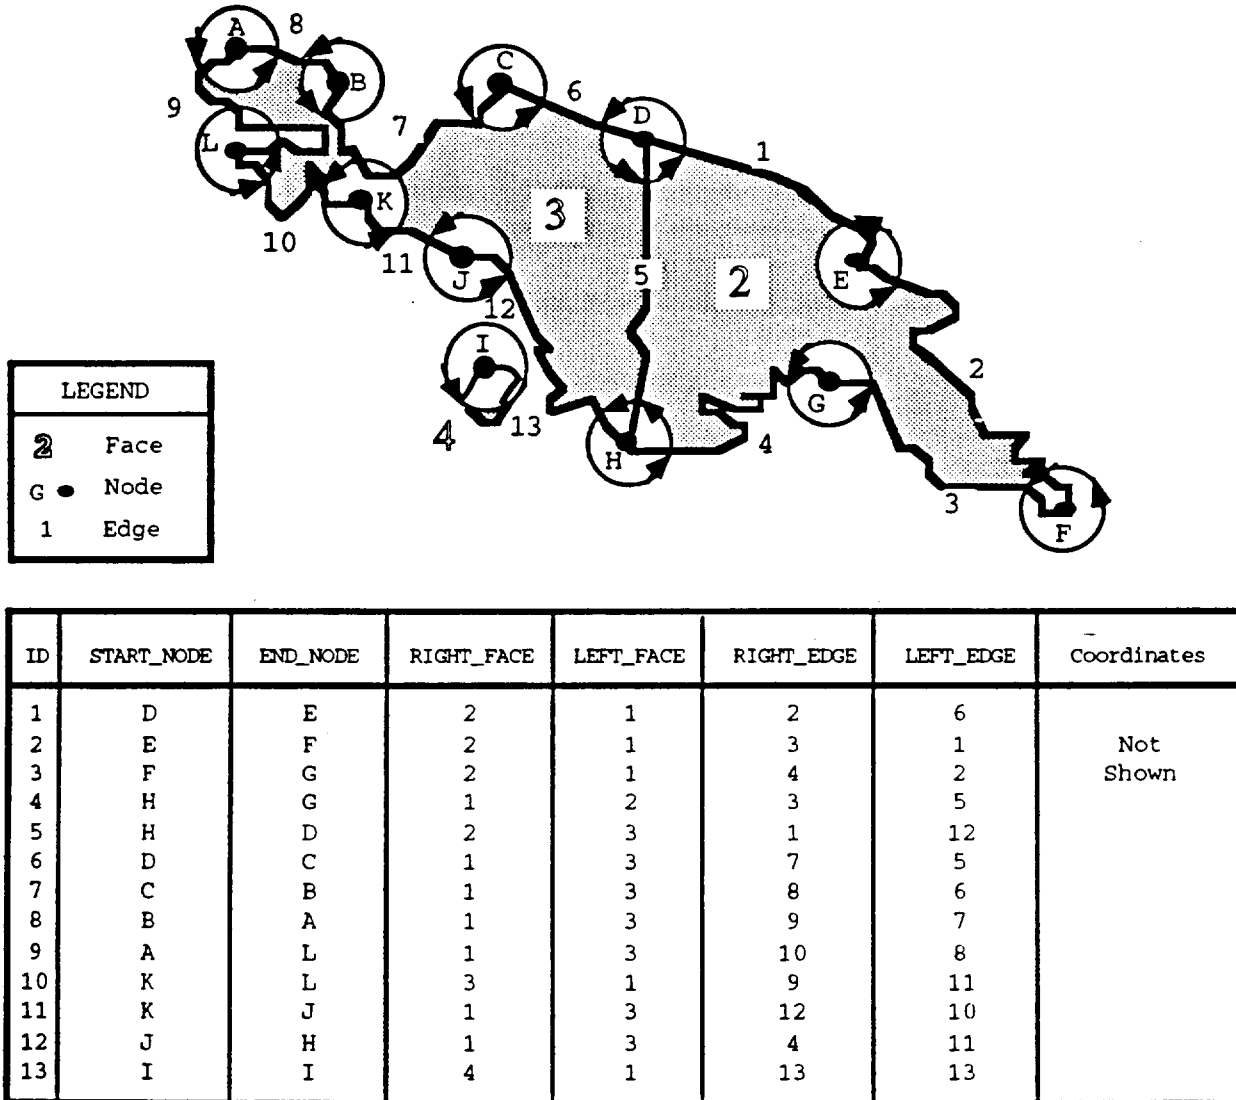 A
8
B
C
6
D
9
7
1
L
K
3
10
11
J
5
2
E
12
I
2
G
LEGEND
4
13
H
4
2 Face
G Node
1 Edge
3
F
ID START_NODE END_NODE RIGHT_FACE LEFT_FACE RIGHT_EDGE LEFT_EDGE Coordinates
1 D E 2 1 2 6
2 E F 2 1 3 1 Not
3 F G 2 1 4 2 Shown
4 H G 1 2 3 5
5 H D 2 3 1 12
6 D C 1 3 7 5
7 C B 1 3 8 6
8 B A 1 3 9 7
9 A L 1 3 10 8
10 K L 3 1 9 11
11 K J 1 3 12 10
12 J H 1 3 4 11
13 I I 4 1 13 13